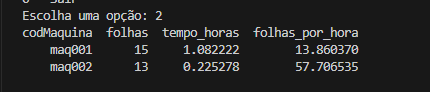 Escolha uma opção: 2
codMaquina folhas tempo_horas folhas_por_hora
maq001 15 1.082222 13.860370
maq002 13 0.225278 57.706535